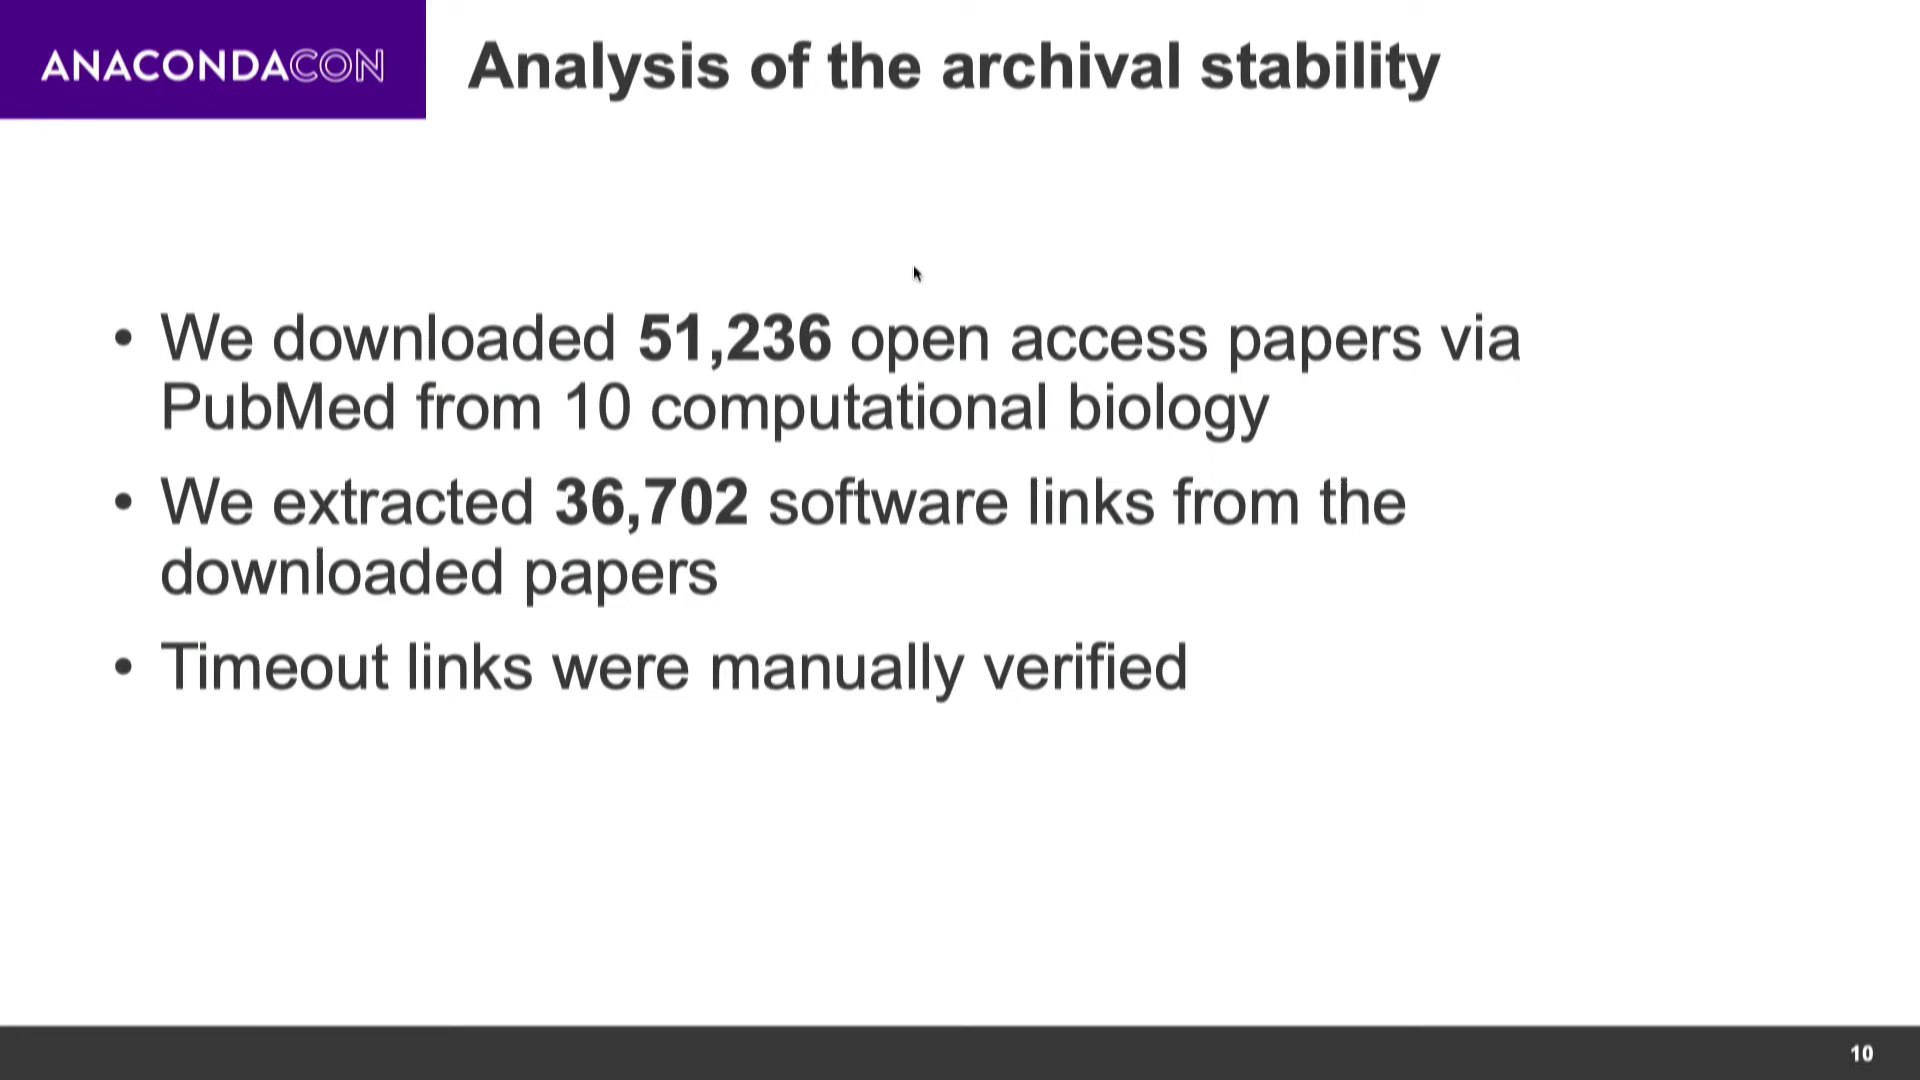 ANACONDACON
Analysis of the archival stability
• We downloaded 51,236 open access papers via
PubMed from 10 computational biology
• We extracted 36,702 software links from the
downloaded papers
• Timeout links were manually verified
10